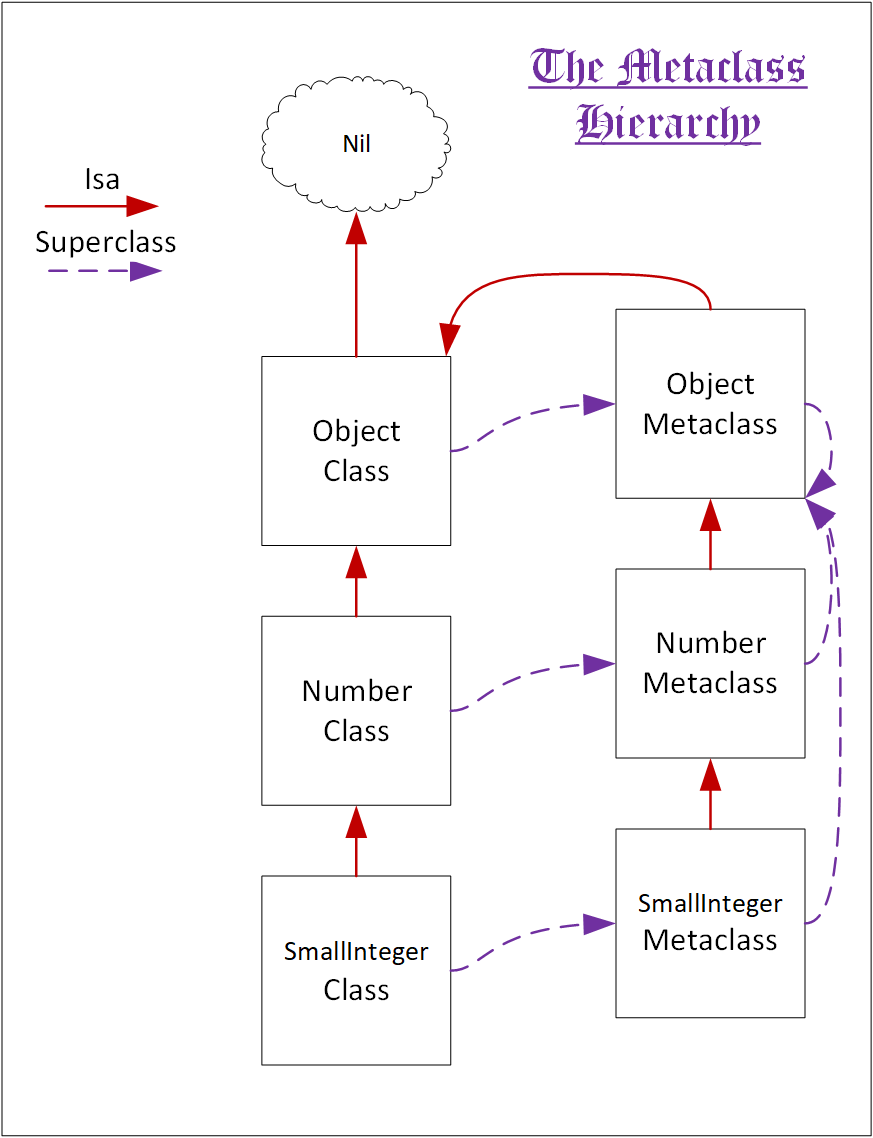 The Metaclass
Hierarchy
Nil
Isa
Superclass
Object
Metaclass
Object
Class
Number
Metaclass
Number
Class
SmallInteger
Metaclass
SmallInteger
Class